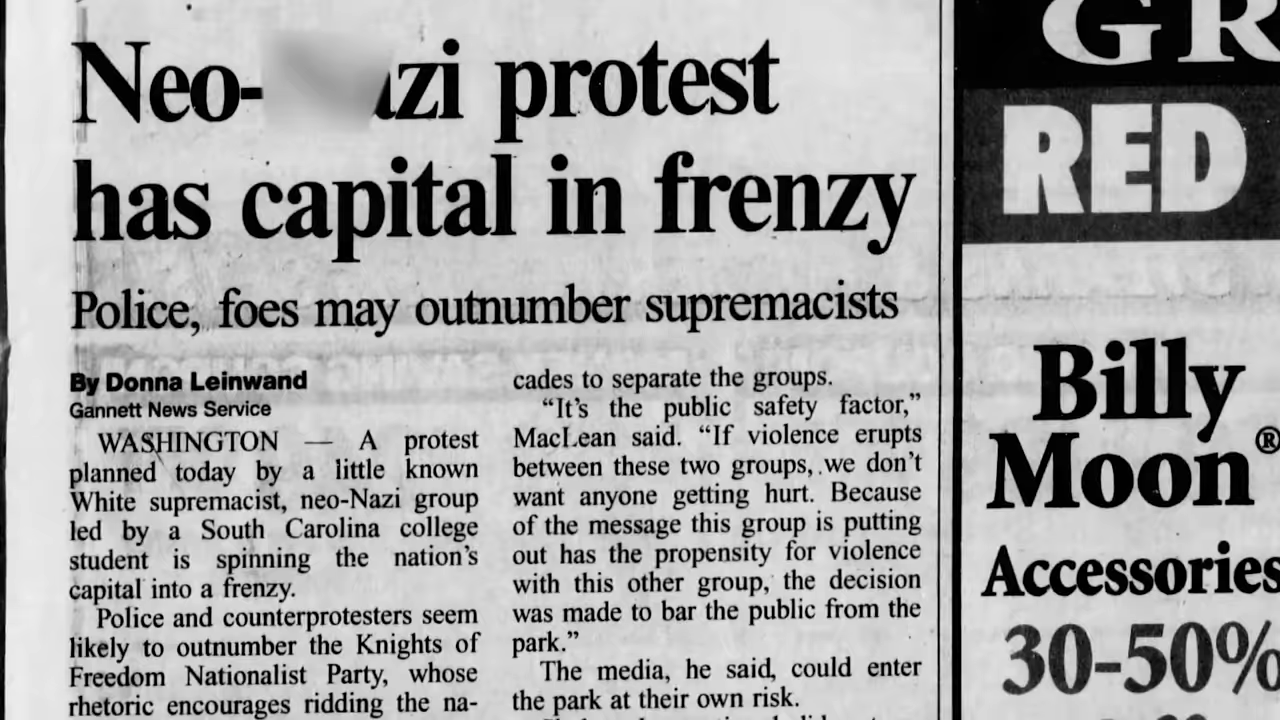 Neo- azi protest
has capital in frenzy
Police, foes may outnumber supremacists
By Donna Leinwand
Gannett News Service
WASHINGTON — A protest
planned today by a little known
White supremacist, neo-Nazi group
led by a South Carolina college
student is spinning the nation's
capital into a frenzy.
Police and counterprotesters seem
likely to outnumber the Knights of
Freedom Nationalist Party, whose
rhetoric encourages ridding the na-
cades to separate the groups.
“It's the public safety factor,”
MacLean said. “If violence erupts
between these two groups, we don't
want anyone getting hurt. Because
of the message this group is putting
out has the propensity for violence
with this other group, the decision
was made to bar the public from the
park.”
The media, he said, could enter
the park at their own risk.
GR
RED
Billy
Moon®
Accessories
30-50%